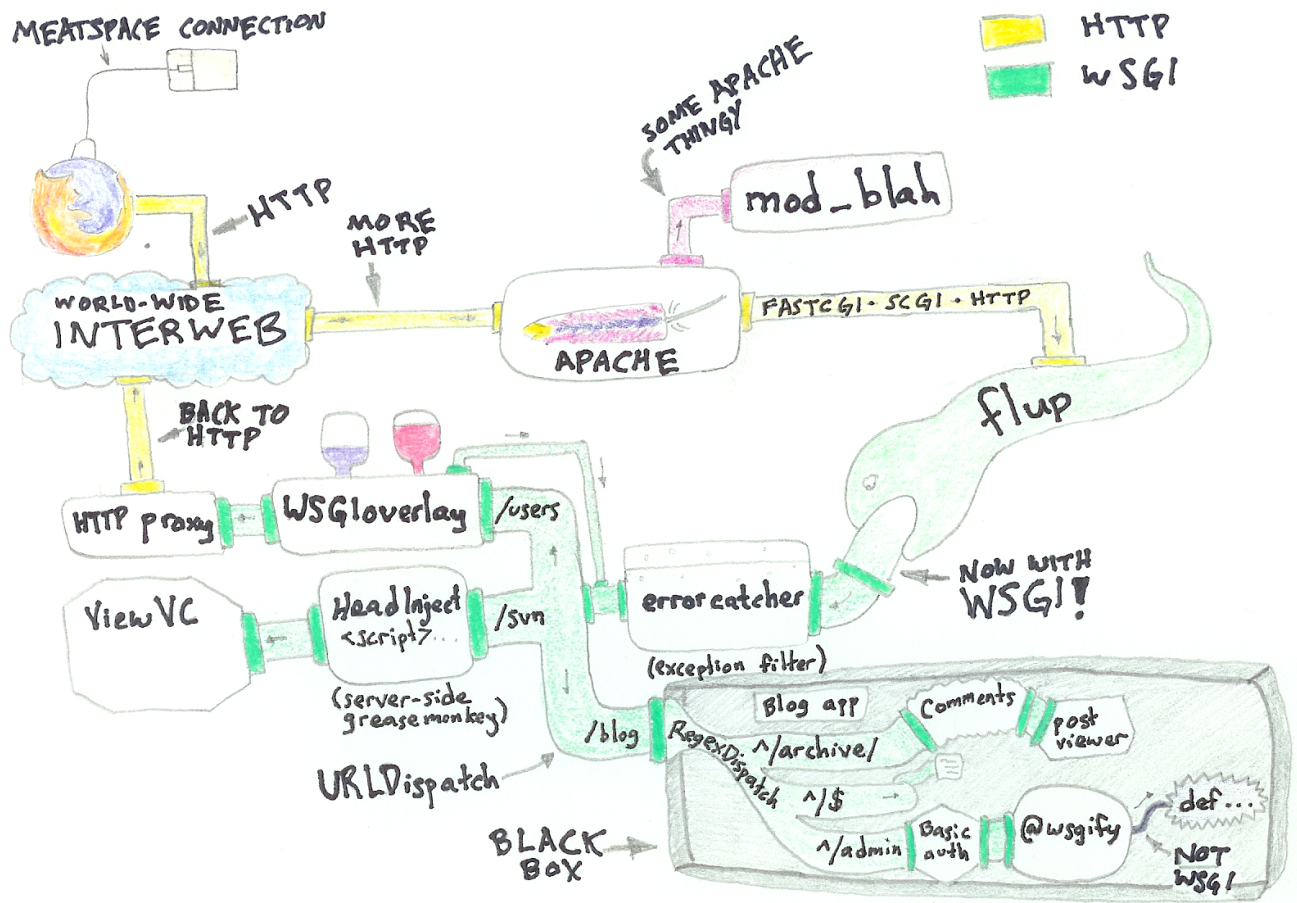 MEATSPACE CONNECTION
HTTP
WSGI
SOME APACHE
THINGY
mod_blah
HTTP
MORE
HTTP
WORLD-WIDE
INTERWEB
APACHE
FASTCGI · SCGI · HTTP
flup
BACK TO
HTTP
HTTP proxy
WSGIoverlay
/users
errorcatcher
(exception filter)
NOW WITH
WSGI!
ViewVC
HeadInject
<script>...
(server-side
greasemonkey)
/svn
/blog
URLDispatch
BLACK
BOX
RegexDispatch
Blog app
^/archive/
Comments
post
viewer
^/$
^/admin
Basic
auth
@wsgify
def...
NOT
WSGI